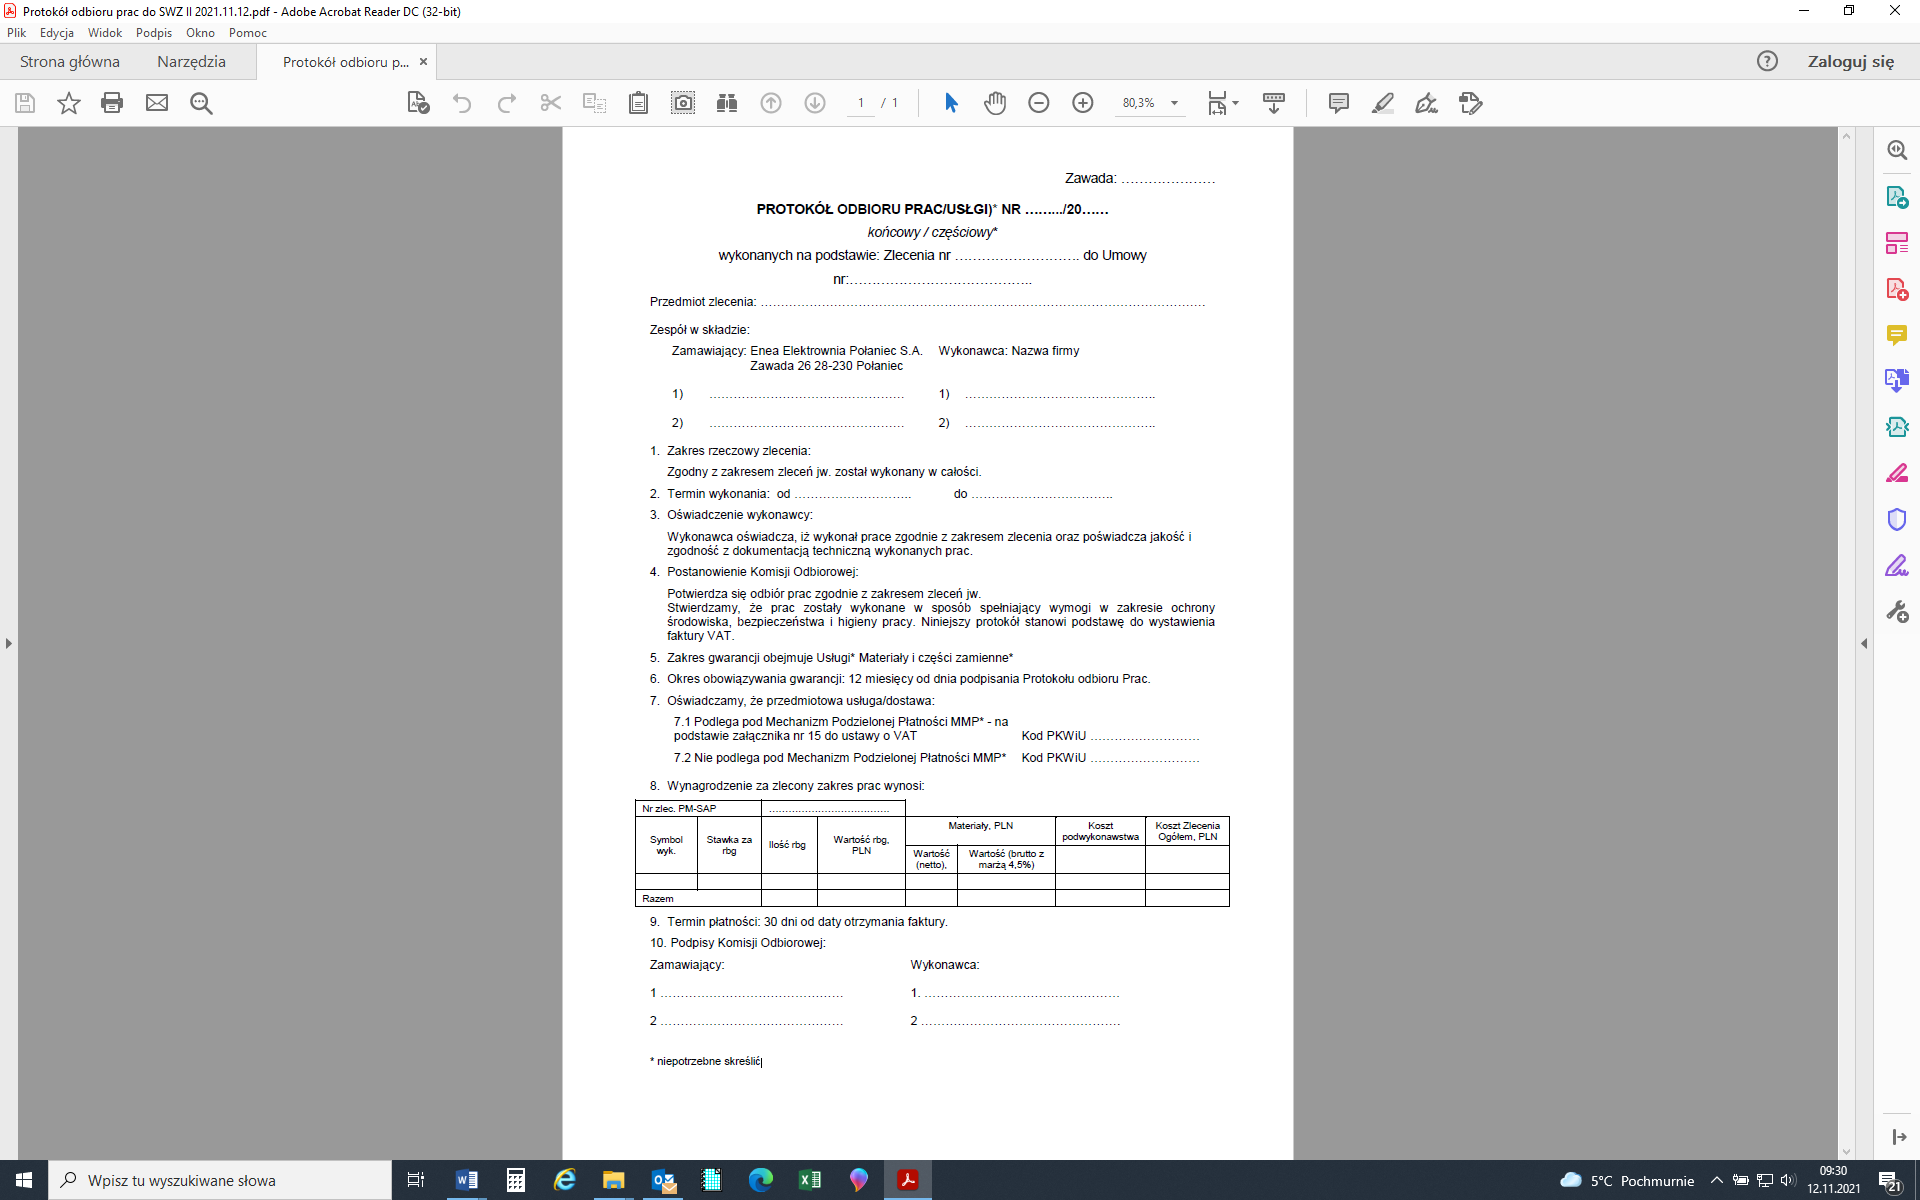 Protokół odbioru prac do SWZ II 2021.11.12.pdf - Adobe Acrobat Reader DC (32-bit)
Plik Edycja Widok Podpis Okno Pomoc
Strona główna Narzędzia Protokół odbioru p... × Zaloguj się
1 / 1 80,3%
Zawada: …………………
PROTOKÓŁ ODBIORU PRAC/USŁGI)* NR ………/20……
końcowy / częściowy*
wykonanych na podstawie: Zlecenia nr ………………………. do Umowy
nr:…………………………………..
Przedmiot zlecenia: ………………………………………………………………………………………………
Zespół w składzie:
Zamawiający: Enea Elektrownia Połaniec S.A. Wykonawca: Nazwa firmy
Zawada 26 28-230 Połaniec
1) ………………………………………… 1) ………………………………………..
2) ………………………………………… 2) ………………………………………..
1. Zakres rzeczowy zlecenia:
Zgodny z zakresem zleceń jw. został wykonany w całości.
2. Termin wykonania: od ……………………….. do ……………………………..
3. Oświadczenie wykonawcy:
Wykonawca oświadcza, iż wykonał prace zgodnie z zakresem zlecenia oraz poświadcza jakość i
zgodność z dokumentacją techniczną wykonanych prac.
4. Postanowienie Komisji Odbiorowej:
Potwierdza się odbiór prac zgodnie z zakresem zleceń jw.
Stwierdzamy, że prac zostały wykonane w sposób spełniający wymogi w zakresie ochrony
środowiska, bezpieczeństwa i higieny pracy. Niniejszy protokół stanowi podstawę do wystawienia
faktury VAT.
5. Zakres gwarancji obejmuje Usługi* Materiały i części zamienne*
6. Okres obowiązywania gwarancji: 12 miesięcy od dnia podpisania Protokołu odbioru Prac.
7. Oświadczamy, że przedmiotowa usługa/dostawa:
7.1 Podlega pod Mechanizm Podzielonej Płatności MMP* - na
podstawie załącznika nr 15 do ustawy o VAT Kod PKWiU ………………………
7.2 Nie podlega pod Mechanizm Podzielonej Płatności MMP* Kod PKWiU ………………………
8. Wynagrodzenie za zlecony zakres prac wynosi:
Nr zlec. PM-SAP ……………………………….
Symbol wyk. Stawka za rbg Ilość rbg Wartość rbg, PLN Materiały, PLN Koszt podwykonawstwa Koszt Zlecenia Ogółem, PLN
Wartość (netto), Wartość (brutto z marżą 4,5%)
Razem
9. Termin płatności: 30 dni od daty otrzymania faktury.
10. Podpisy Komisji Odbiorowej:
Zamawiający: Wykonawca:
1 ……………………………………… 1. …………………………………………
2 ……………………………………… 2 ………………………………………….
* niepotrzebne skreślić
Wpisz tu wyszukiwane słowa 5°C Pochmurnie 09:30
12.11.2021 21